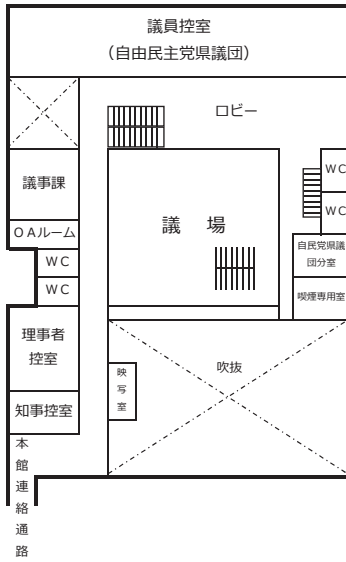 議員控室
（自由民主党県議団）
ロビー
議事課
OAルーム
WC
WC
理事者
控室
知事控室
本館連絡通路
議　場
WC
WC
自民党県議
団分室
喫煙専用室
映写室
吹抜